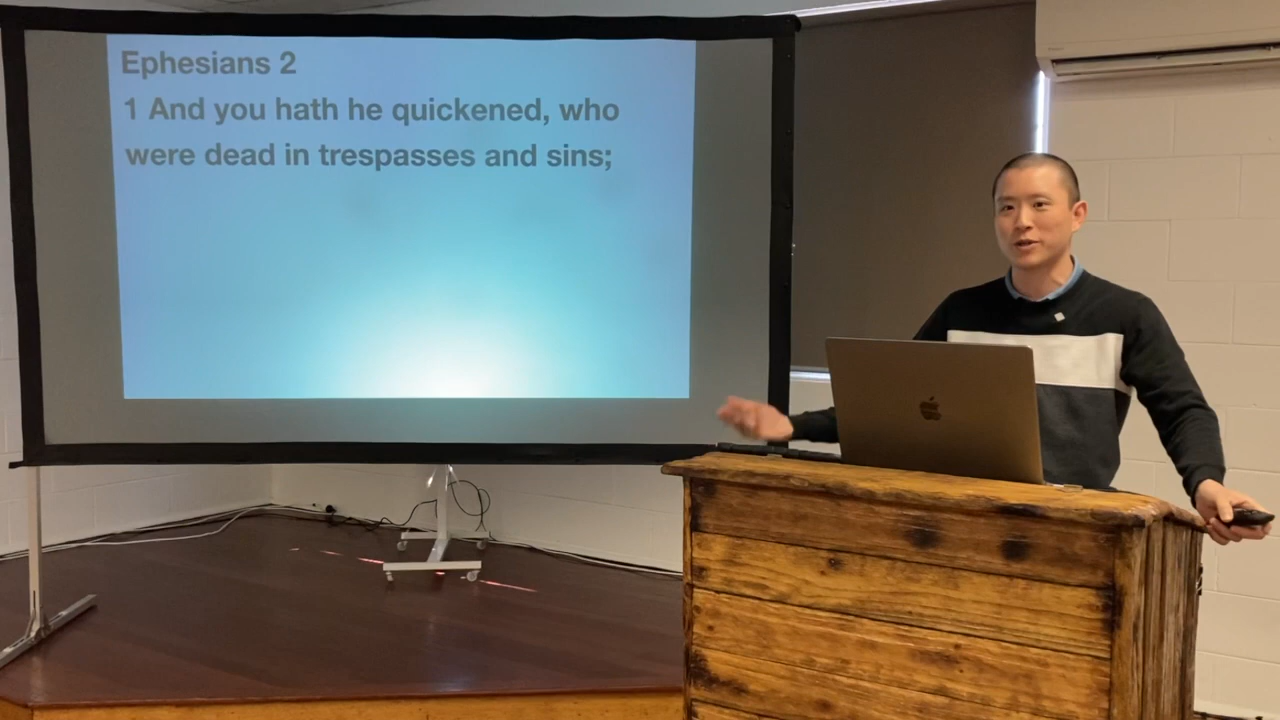 Ephesians 2
1 And you hath he quickened, who
were dead in trespasses and sins;